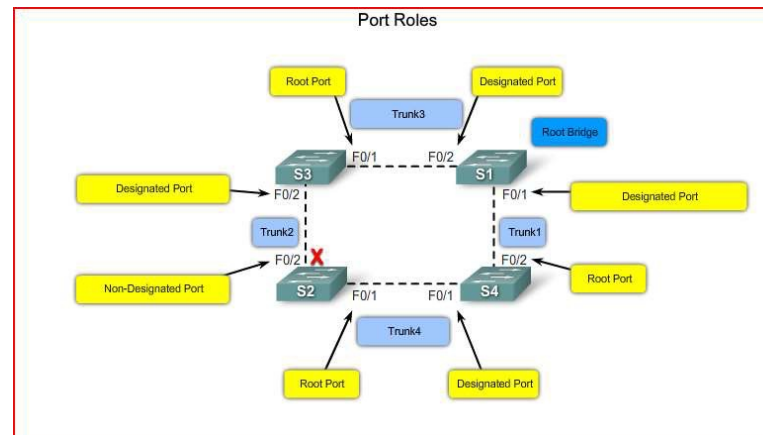 Port Roles
Root Port
Designated Port
Trunk3
Root Bridge
F0/1
F0/2
S3
S1
Designated Port
F0/2
F0/1
Designated Port
Trunk2
Trunk1
F0/2
F0/2
Root Port
Non-Designated Port
S2
S4
F0/1
F0/1
Trunk4
Root Port
Designated Port